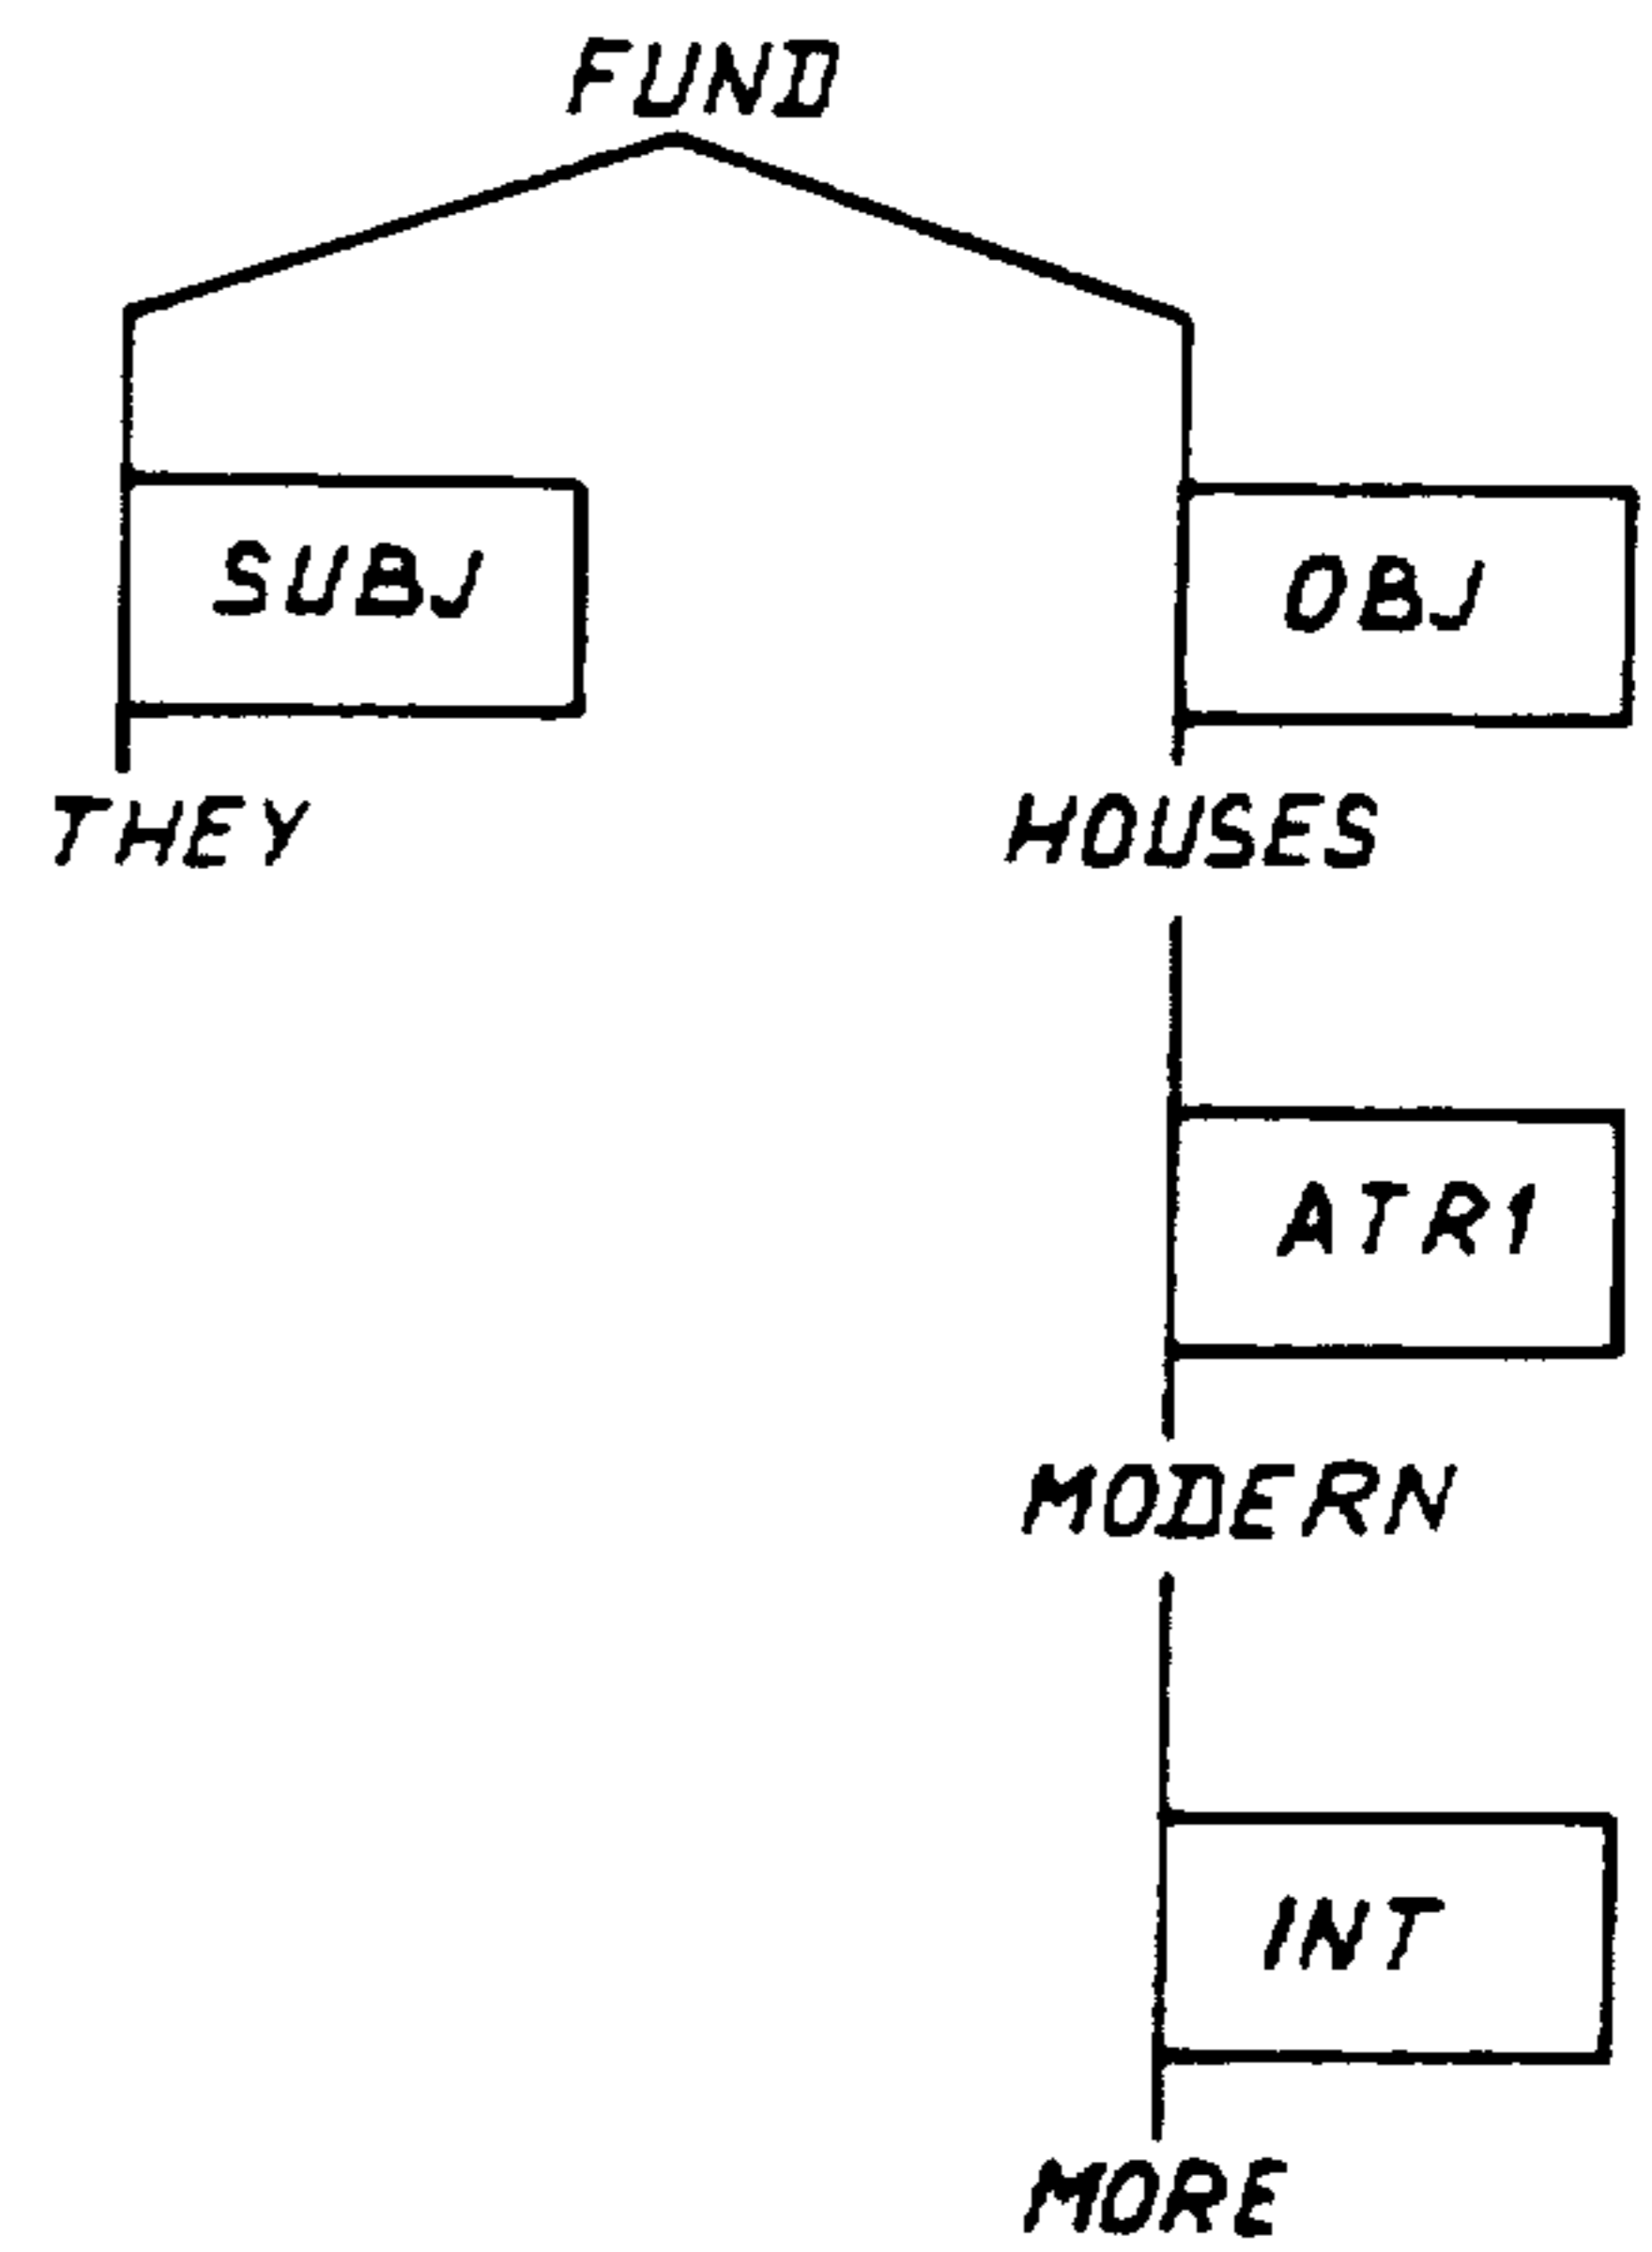 FUND
SUBJ
OBJ
THEY
HOUSES
ATR1
MODERN
INT
MORE